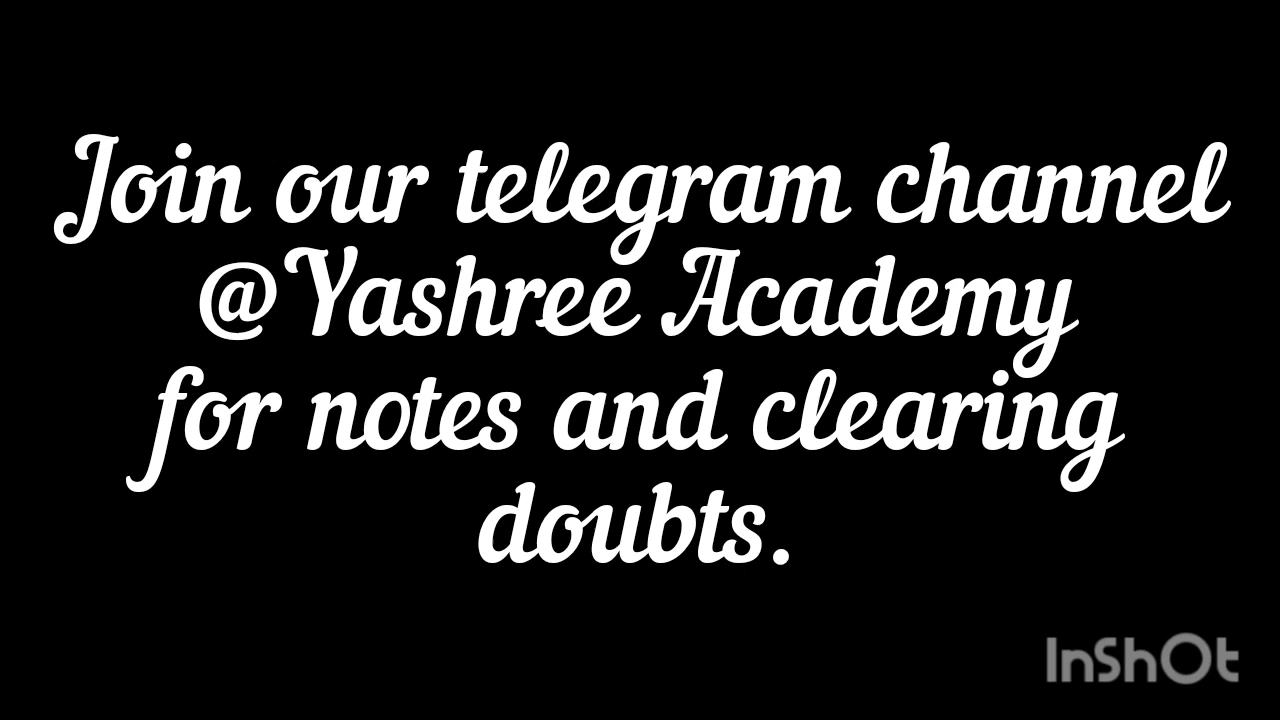 Join our telegram channel
@Yashree Academy
for notes and clearing
doubts.
InShOt